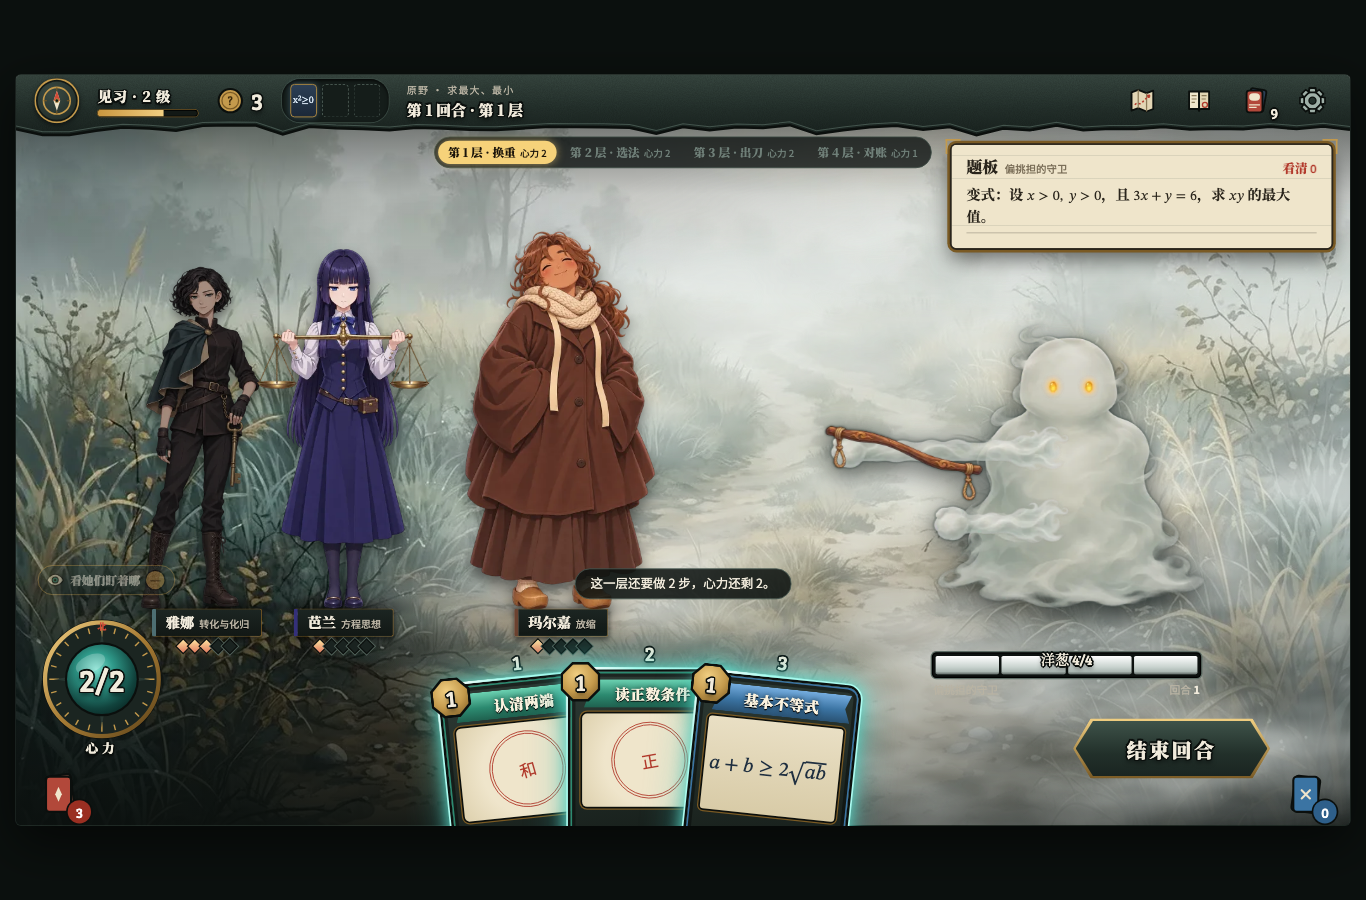 见习 · 2 级
? 3
x²≥0
原野 · 求最大、最小
第 1 回合 · 第 1 层
9
第 1 层 · 换重 心力 2
第 2 层 · 选法 心力 2
第 3 层 · 出刀 心力 2
第 4 层 · 对账 心力 1
题板 偏挑担的守卫 看清 0
变式：设 x > 0, y > 0，且 3x + y = 6，求 xy 的最大
值。
看她们盯着哪
这一层还要做 2 步，心力还剩 2。
雅娜 转化与化归
芭兰 方程思想
玛尔嘉 放缩
2/2
心力
3
1
1
认清两端
和
2
1
读正数条件
正
3
1
基本不等式
a + b ≥ 2√ab
洋葱 4/4
回合 1
结束回合
0